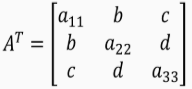 A^T = [a_11 b c
b a_22 d
c d a_33]